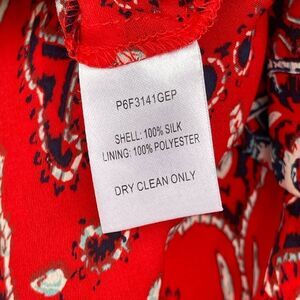 P6F3141GEP
SHELL: 100% SILK
LINING: 100% POLYESTER
DRY CLEAN ONLY